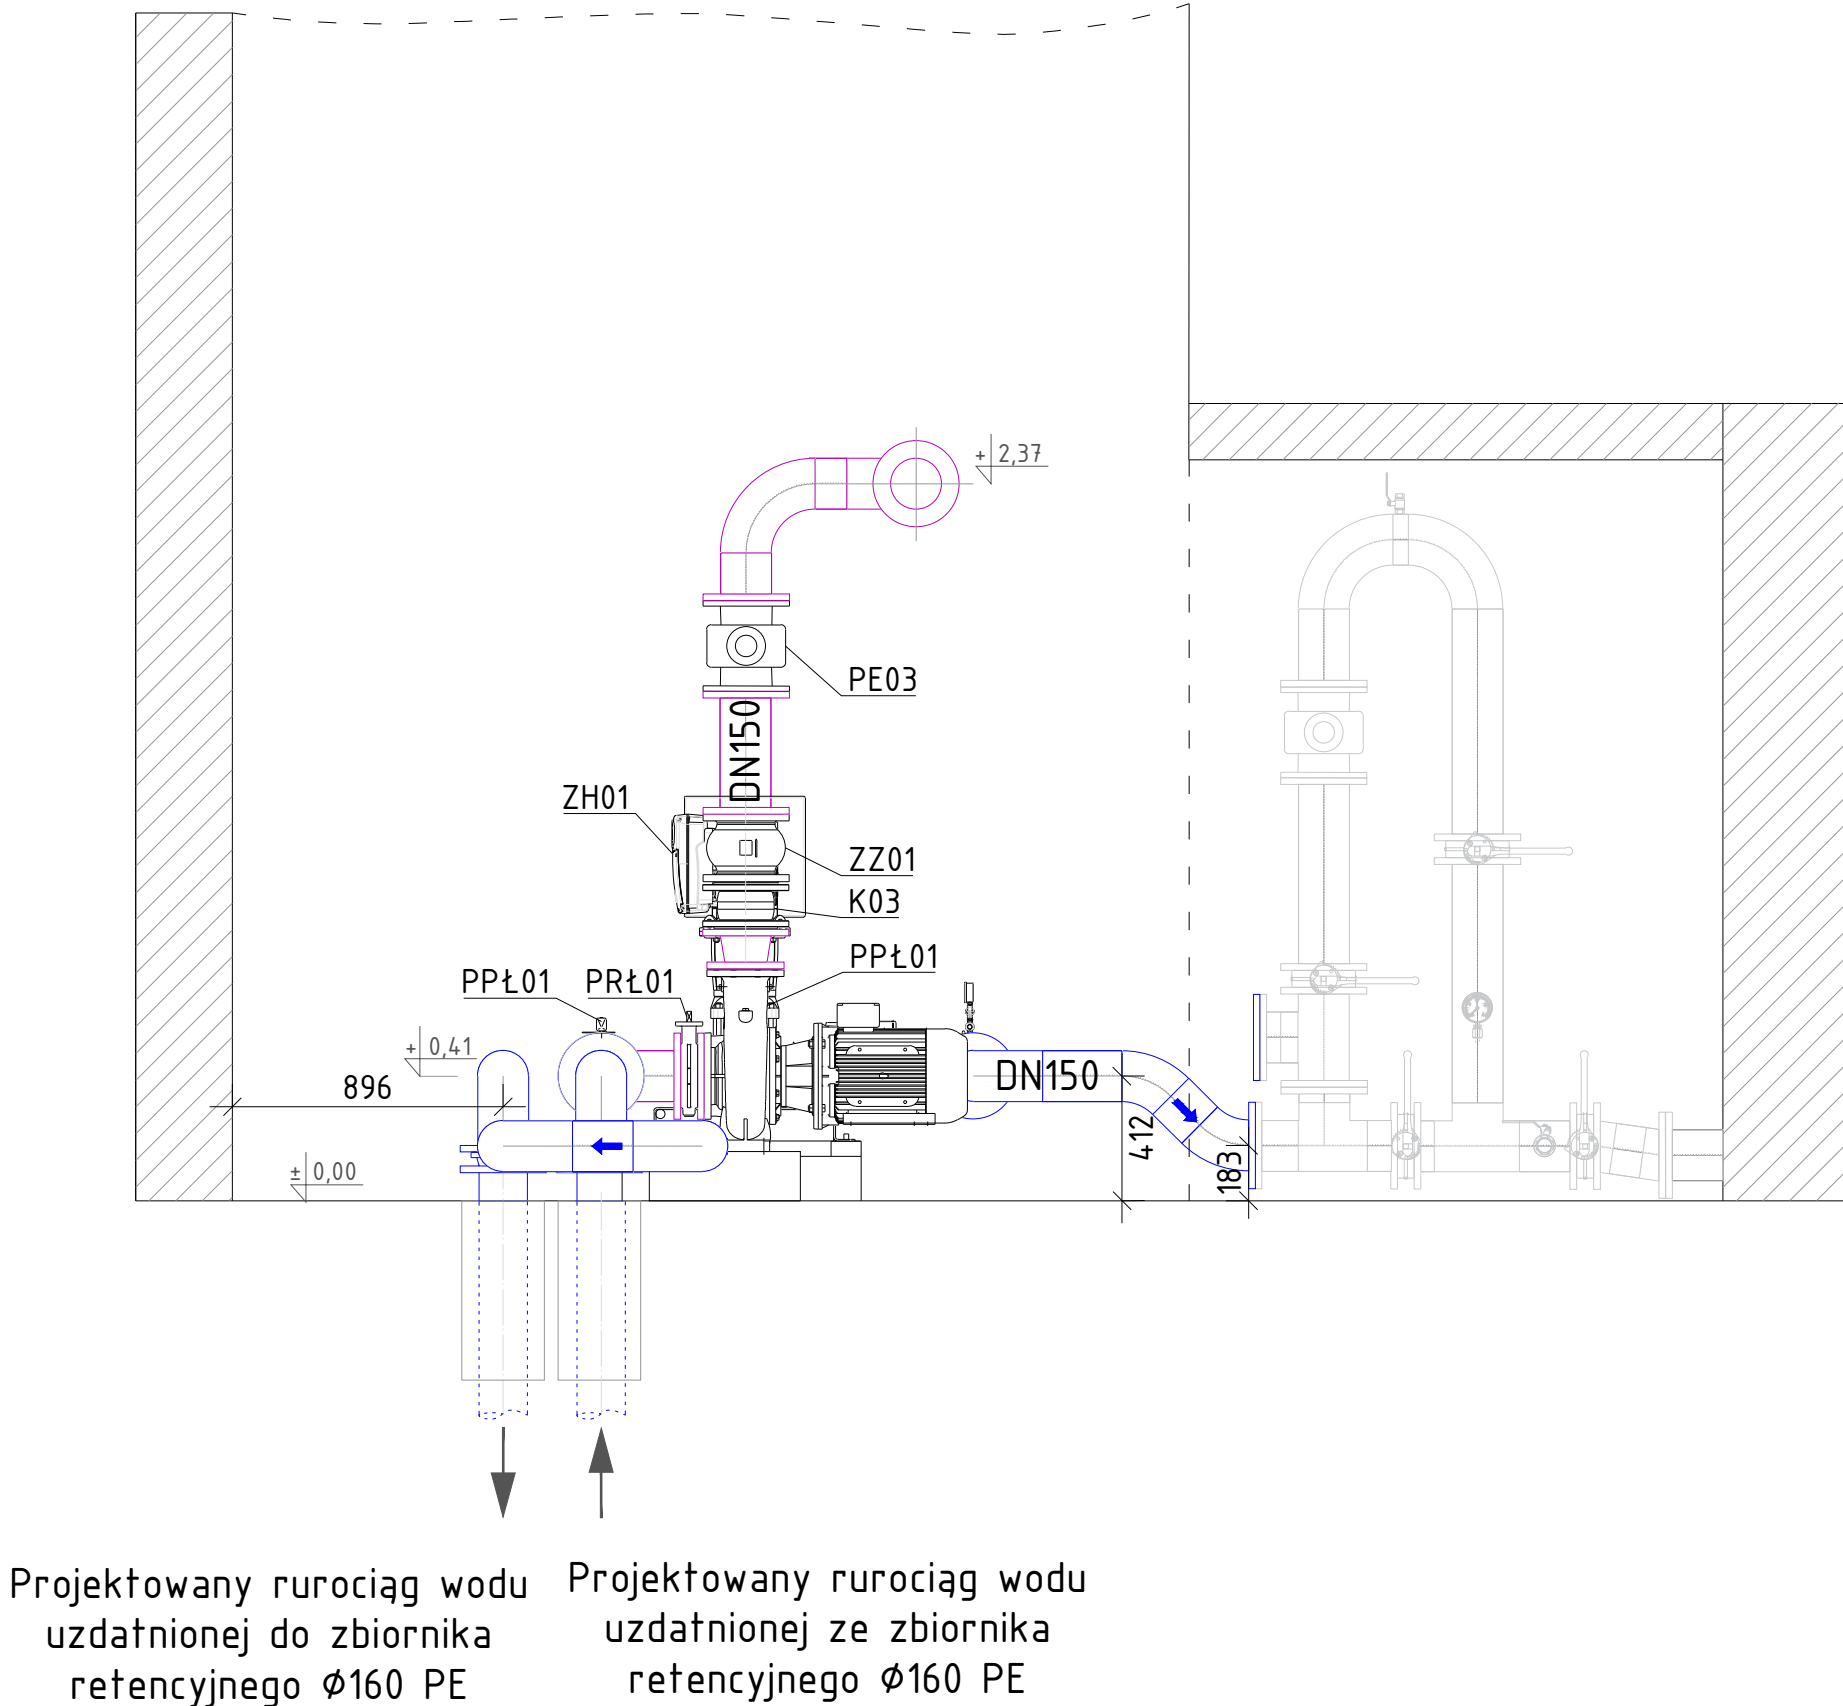 + 2,37
PE03
DN150
ZH01
ZZ01
K03
PPŁ01
PPŁ01
PRŁ01
+ 0,41
896
DN150
412
183
± 0,00
Projektowany rurociąg wodu
uzdatnionej do zbiornika
retencyjnego Ø160 PE
Projektowany rurociąg wodu
uzdatnionej ze zbiornika
retencyjnego Ø160 PE